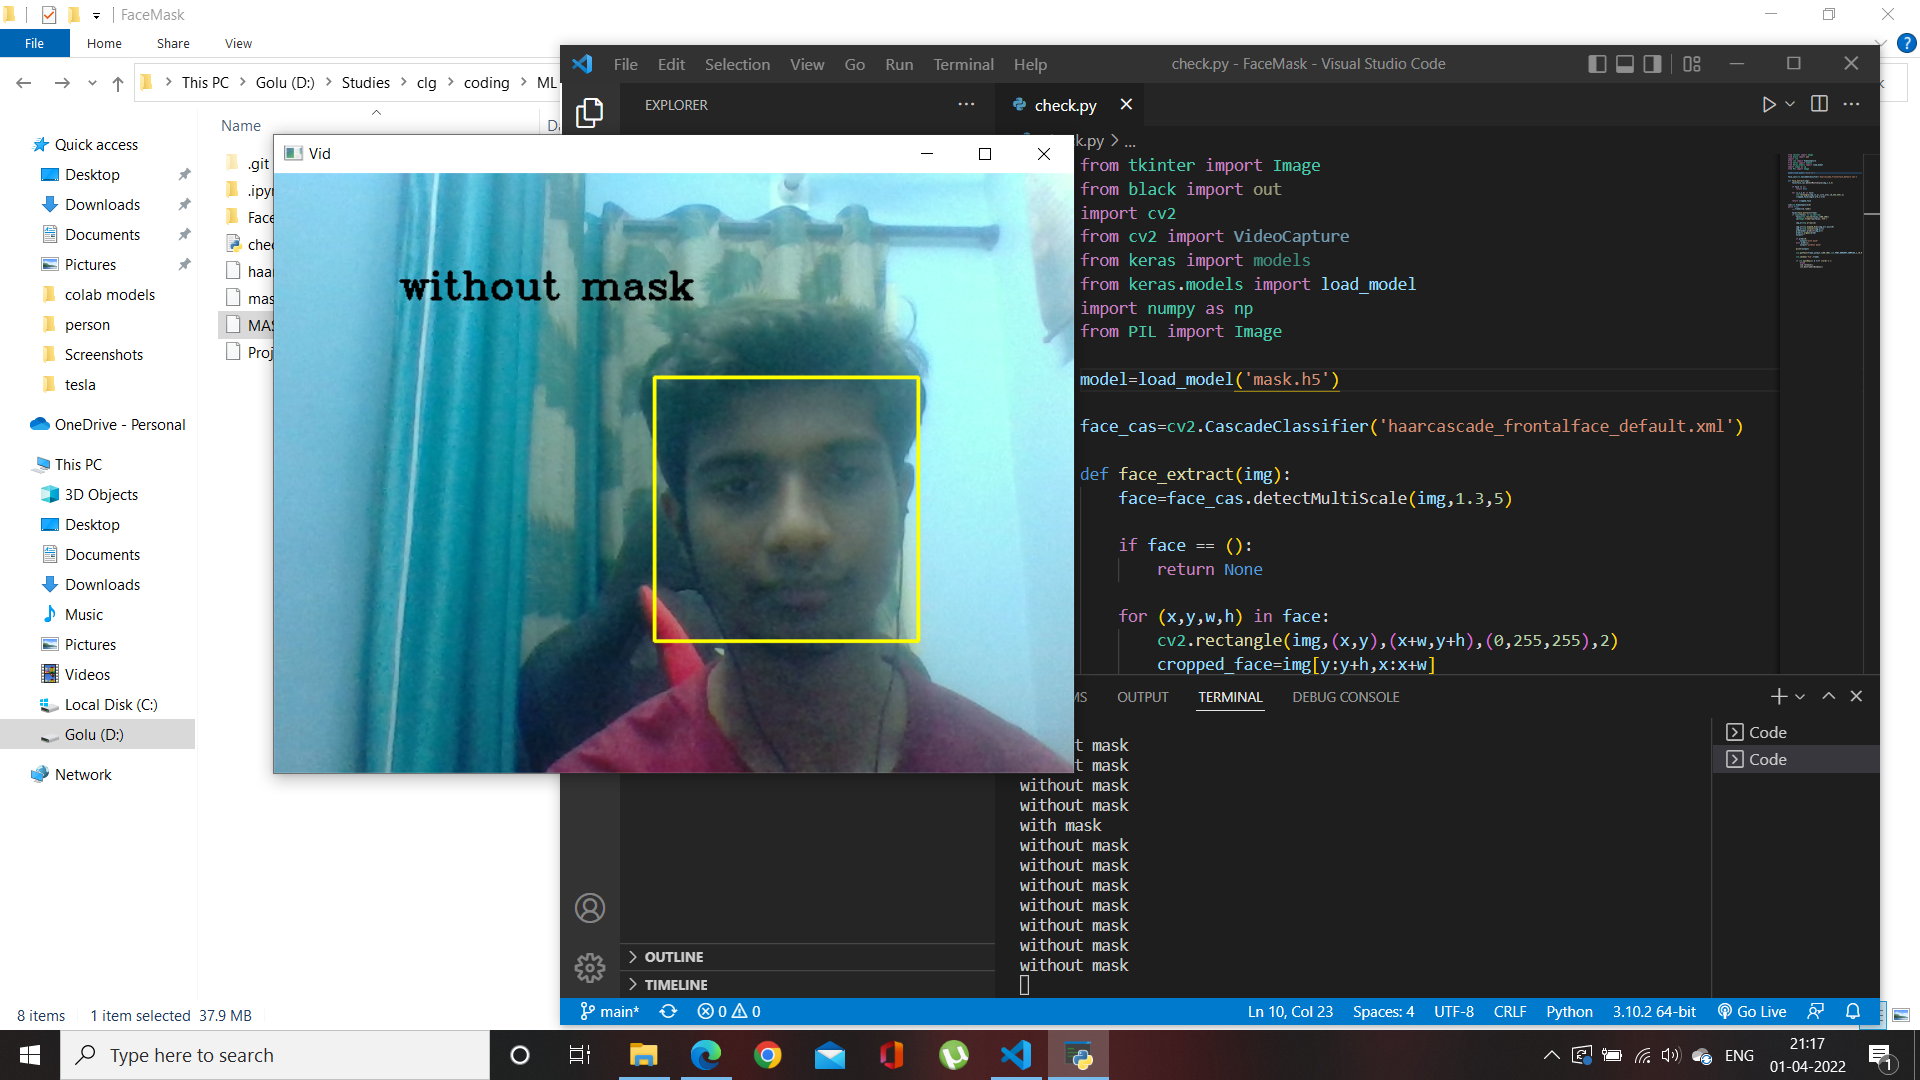 FaceMask
File Home Share View
This PC Golu (D:) Studies clg coding ML
Name
Quick access
Desktop
Downloads
Documents
Pictures
colab models
person
Screenshots
tesla
OneDrive - Personal
This PC
3D Objects
Desktop
Documents
Downloads
Music
Pictures
Videos
Local Disk (C:)
Golu (D:)
Network
.git
8 items 1 item selected 37.9 MB
Vid
without mask
File Edit Selection View Go Run Terminal Help
check.py - FaceMask - Visual Studio Code
EXPLORER
check.py
k.py > ...
from tkinter import Image
from black import out
import cv2
from cv2 import VideoCapture
from keras import models
from keras.models import load_model
import numpy as np
from PIL import Image
model=load_model('mask.h5')
face_cas=cv2.CascadeClassifier('haarcascade_frontalface_default.xml')
def face_extract(img):
face=face_cas.detectMultiScale(img,1.3,5)
if face == ():
return None
for (x,y,w,h) in face:
cv2.rectangle(img,(x,y),(x+w,y+h),(0,255,255),2)
cropped_face=img[y:y+h,x:x+w]
MS OUTPUT TERMINAL DEBUG CONSOLE
t mask
t mask
without mask
without mask
with mask
without mask
without mask
without mask
without mask
without mask
without mask
without mask
Code
Code
OUTLINE
TIMELINE
main* 0 0 Ln 10, Col 23 Spaces: 4 UTF-8 CRLF Python 3.10.2 64-bit Go Live
Type here to search
ENG
21:17
01-04-2022
1